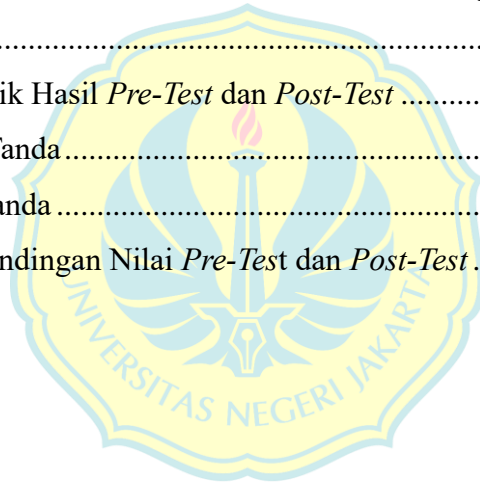 ........................................................
ik Hasil Pre-Test dan Post-Test ..........
Tanda ..................................................
anda ...................................................
ndingan Nilai Pre-Test dan Post-Test .
UNIVERSITAS NEGERI JAKARTA